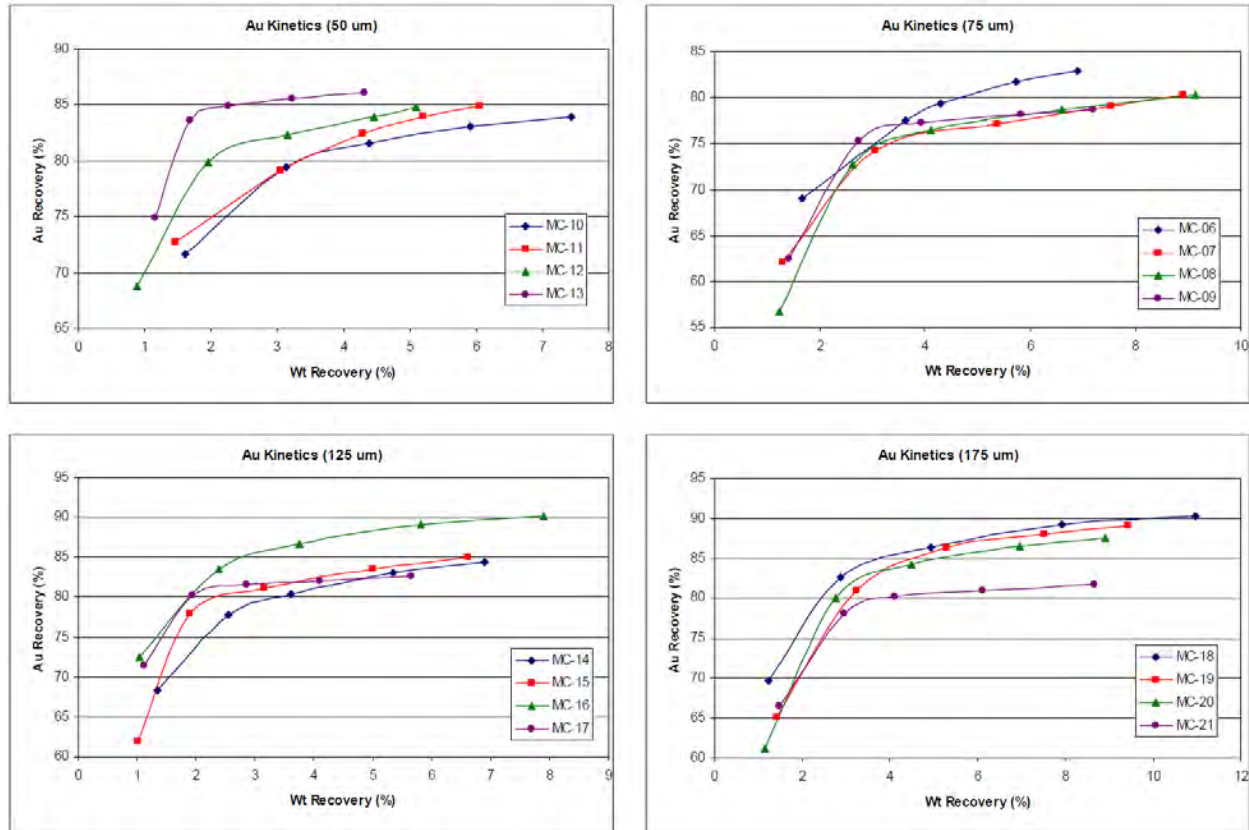 Au Kinetics (50 um)
90
85
80
75
70
65
Au Recovery (%)
0 1 2 3 4 5 6 7 8
Wt Recovery (%)
MC-10
MC-11
MC-12
MC-13
Au Kinetics (75 um)
85
80
75
70
65
60
55
Au Recovery (%)
0 2 4 6 8 10
Wt Recovery (%)
MC-06
MC-07
MC-08
MC-09
Au Kinetics (125 um)
95
90
85
80
75
70
65
60
Au Recovery (%)
0 1 2 3 4 5 6 7 8 9
Wt Recovery (%)
MC-14
MC-15
MC-16
MC-17
Au Kinetics (175 um)
95
90
85
80
75
70
65
60
Au Recovery (%)
0 2 4 6 8 10 12
Wt Recovery (%)
MC-18
MC-19
MC-20
MC-21